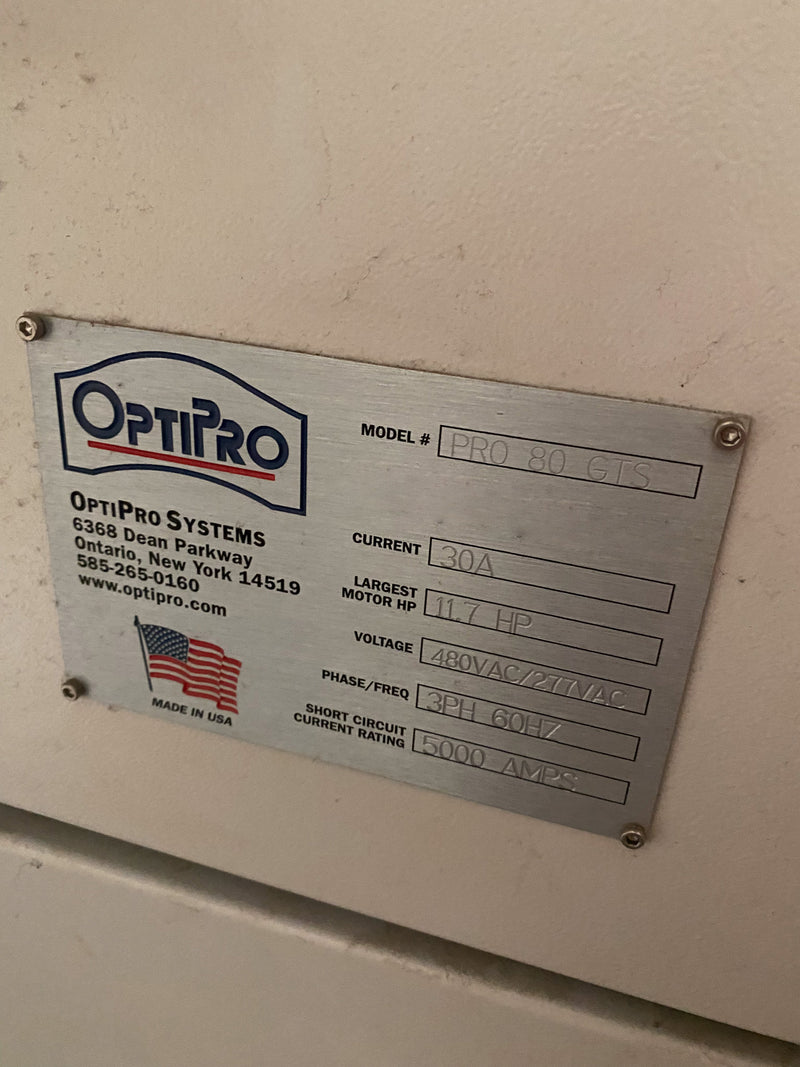 OPTIPRO
OPTIPRO SYSTEMS
6368 Dean Parkway
Ontario, New York 14519
585-265-0160
www.optipro.com
MADE IN USA
MODEL # PRO 80 GTS
CURRENT 30A
LARGEST
MOTOR HP 11.7 HP
VOLTAGE 480VAC/277VAC
PHASE/FREQ 3PH 60HZ
SHORT CIRCUIT
CURRENT RATING 5000 AMPS